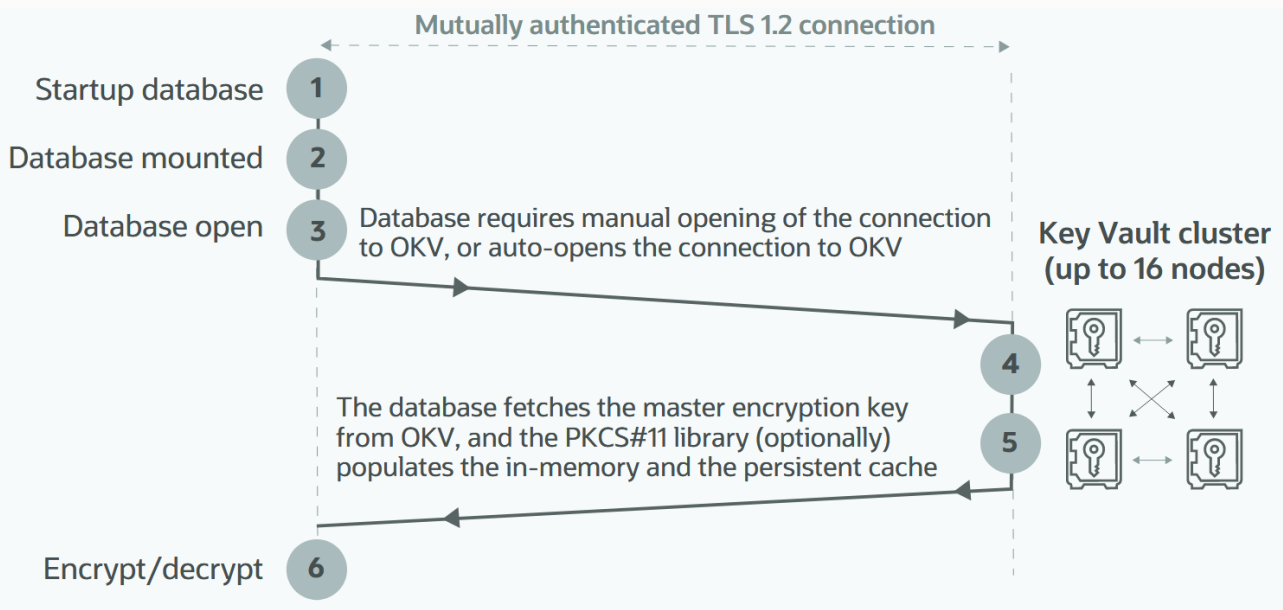 Mutually authenticated TLS 1.2 connection
Startup database
1
Database mounted
2
Database open
3
Database requires manual opening of the connection
to OKV, or auto-opens the connection to OKV
Key Vault cluster
(up to 16 nodes)
4
The database fetches the master encryption key
from OKV, and the PKCS#11 library (optionally)
populates the in-memory and the persistent cache
5
Encrypt/decrypt
6